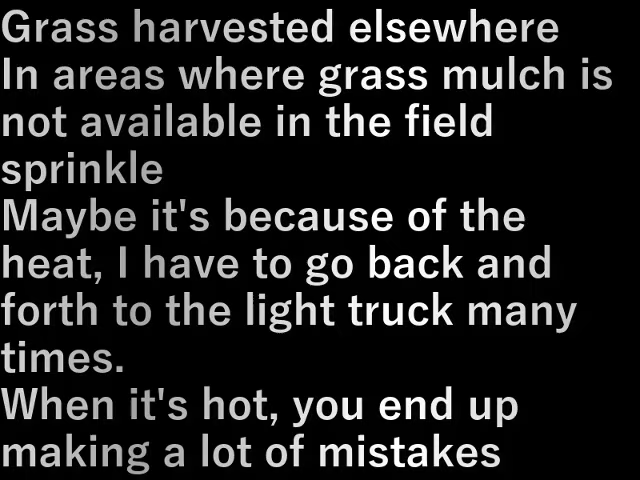 Grass harvested elsewhere
In areas where grass mulch is
not available in the field
sprinkle
Maybe it's because of the
heat, I have to go back and
forth to the light truck many
times.
When it's hot, you end up
making a lot of mistakes